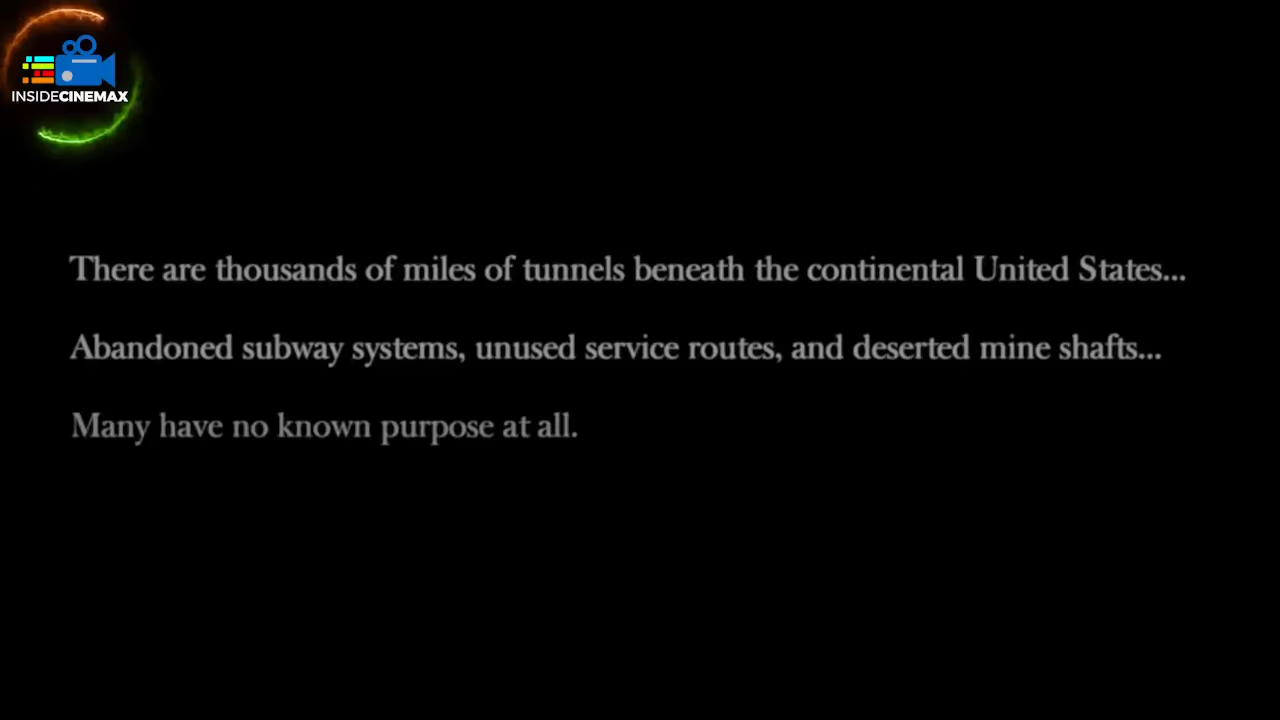 INSIDECINEMAX
There are thousands of miles of tunnels beneath the continental United States...
Abandoned subway systems, unused service routes, and deserted mine shafts...
Many have no known purpose at all.